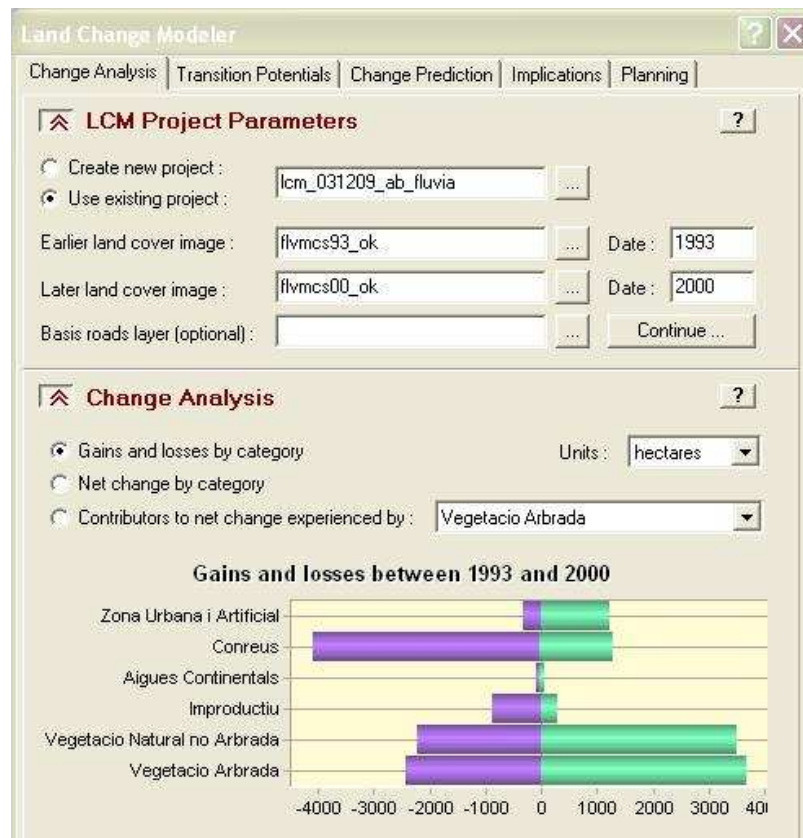 Land Change Modeler
Change Analysis Transition Potentials Change Prediction Implications Planning
LCM Project Parameters ?
Create new project :
Use existing project : lcm_031209_ab_fluvia ...
Earlier land cover image : flvmcs93_ok ... Date : 1993
Later land cover image : flvmcs00_ok ... Date : 2000
Basis roads layer (optional) : ... Continue ...
Change Analysis ?
Gains and losses by category Units : hectares
Net change by category
Contributors to net change experienced by : Vegetacio Arbrada
Gains and losses between 1993 and 2000
Zona Urbana i Artificial
Conreus
Aigues Continentals
Improductiu
Vegetacio Natural no Arbrada
Vegetacio Arbrada
-4000 -3000 -2000 -1000 0 1000 2000 3000